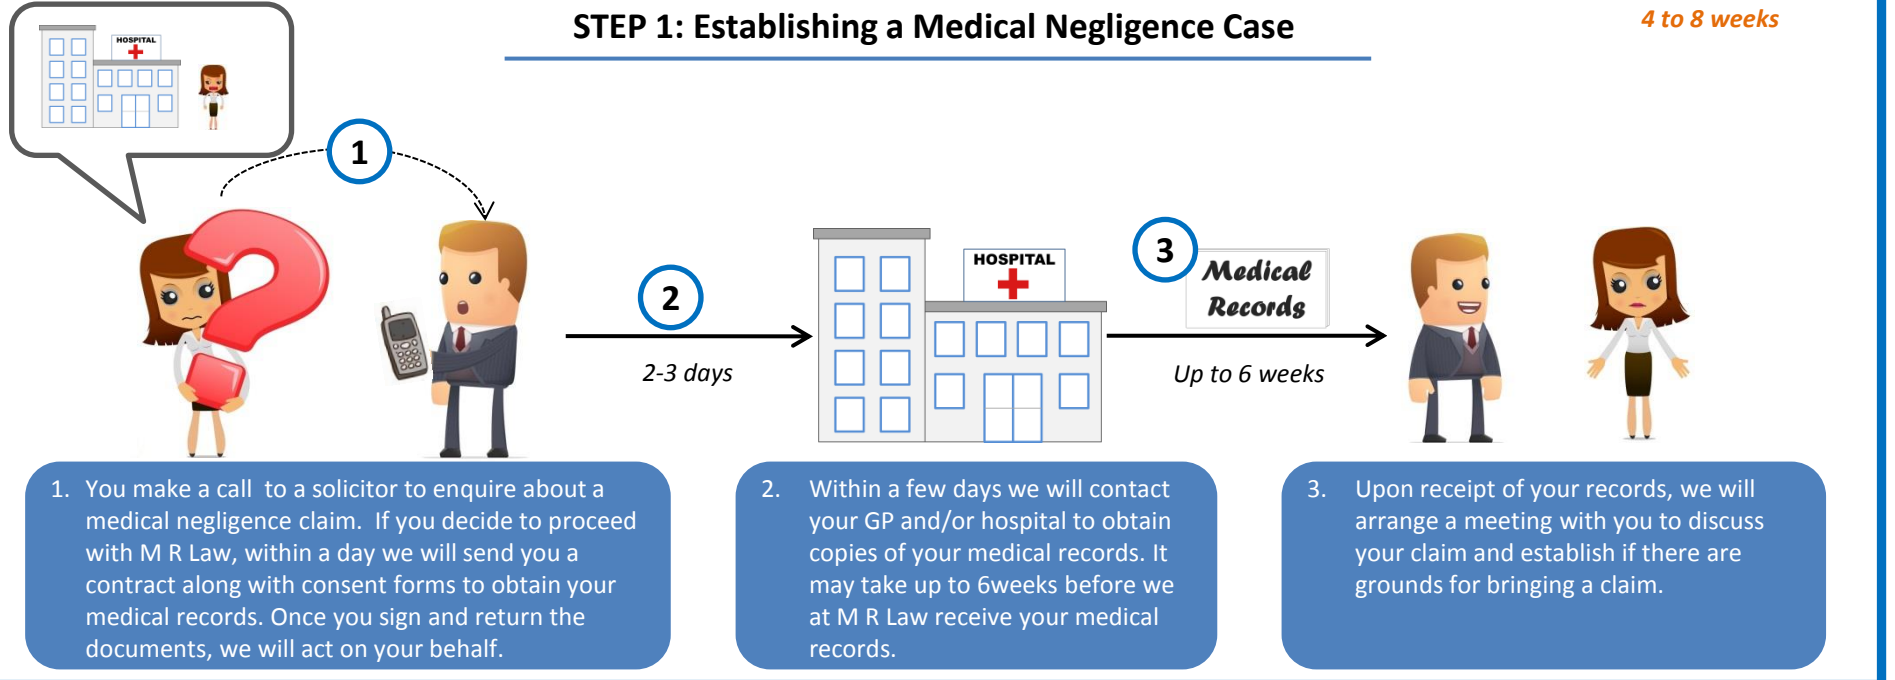 STEP 1: Establishing a Medical Negligence Case
4 to 8 weeks
HOSPITAL
1
2
2-3 days
HOSPITAL
3
Medical
Records
Up to 6 weeks
1. You make a call to a solicitor to enquire about a
medical negligence claim. If you decide to proceed
with M R Law, within a day we will send you a
contract along with consent forms to obtain your
medical records. Once you sign and return the
documents, we will act on your behalf.
2. Within a few days we will contact
your GP and/or hospital to obtain
copies of your medical records. It
may take up to 6weeks before we
at M R Law receive your medical
records.
3. Upon receipt of your records, we will
arrange a meeting with you to discuss
your claim and establish if there are
grounds for bringing a claim.